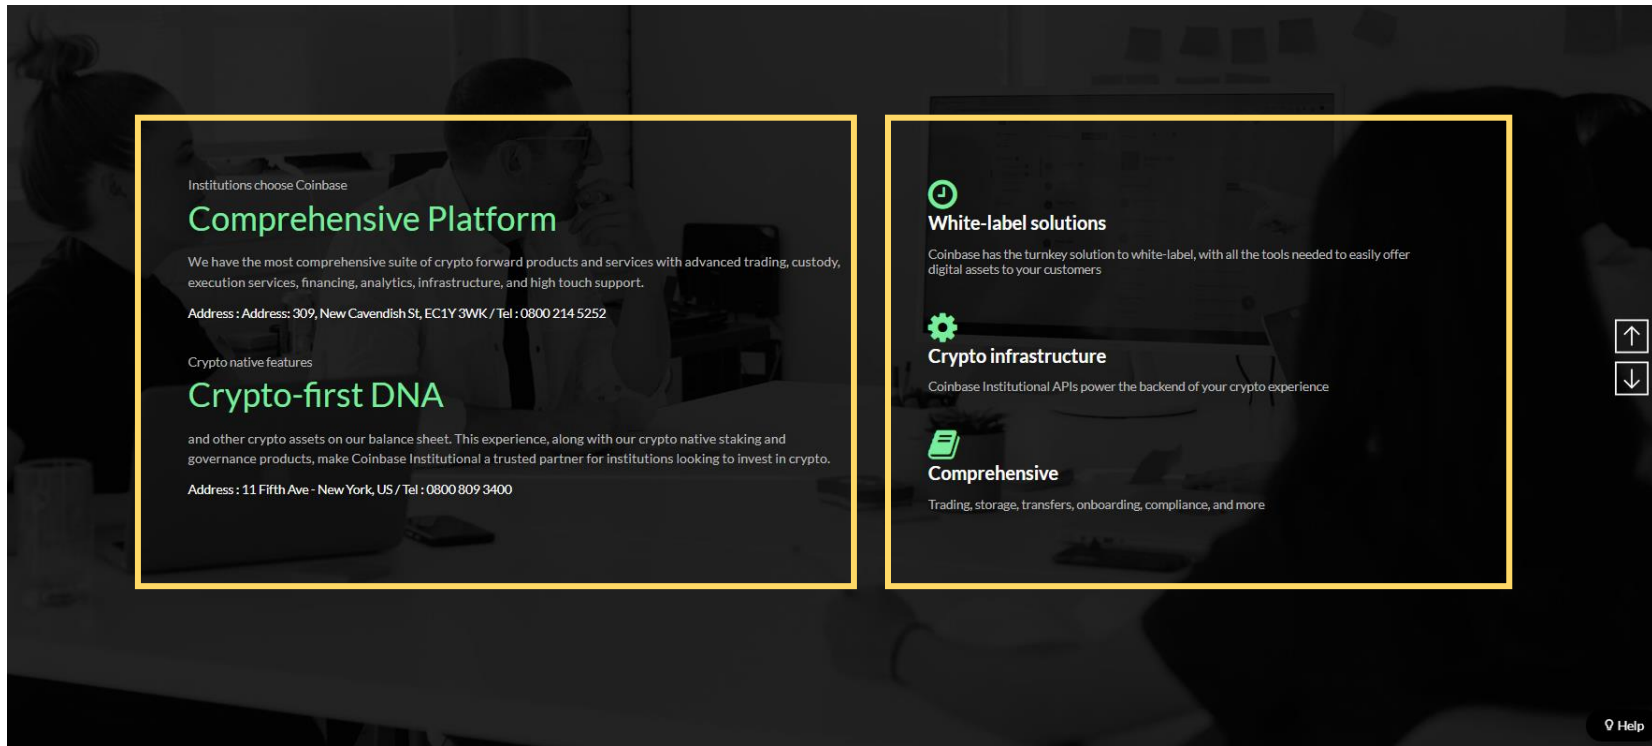 Institutions choose Coinbase
Comprehensive Platform
We have the most comprehensive suite of crypto forward products and services with advanced trading, custody,
execution services, financing, analytics, infrastructure, and high touch support.
Address : Address: 309, New Cavendish St, EC1Y 3WK / Tel : 0800 214 5252
Crypto native features
Crypto-first DNA
and other crypto assets on our balance sheet. This experience, along with our crypto native staking and
governance products, make Coinbase Institutional a trusted partner for institutions looking to invest in crypto.
Address : 11 Fifth Ave - New York, US / Tel : 0800 809 3400
White-label solutions
Coinbase has the turnkey solution to white-label, with all the tools needed to easily offer
digital assets to your customers
Crypto infrastructure
Coinbase Institutional APIs power the backend of your crypto experience
Comprehensive
Trading, storage, transfers, onboarding, compliance, and more
Help